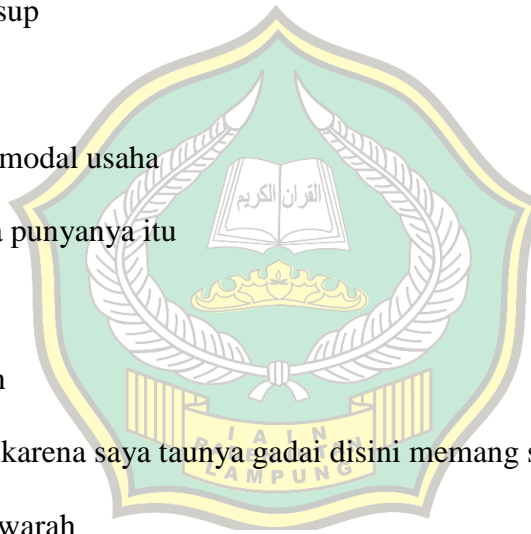 sup
modal usaha
القران الكريم
a punyanya itu
n
I A I N
karena saya taunya gadai disini memang s
LAMPUNG
warah